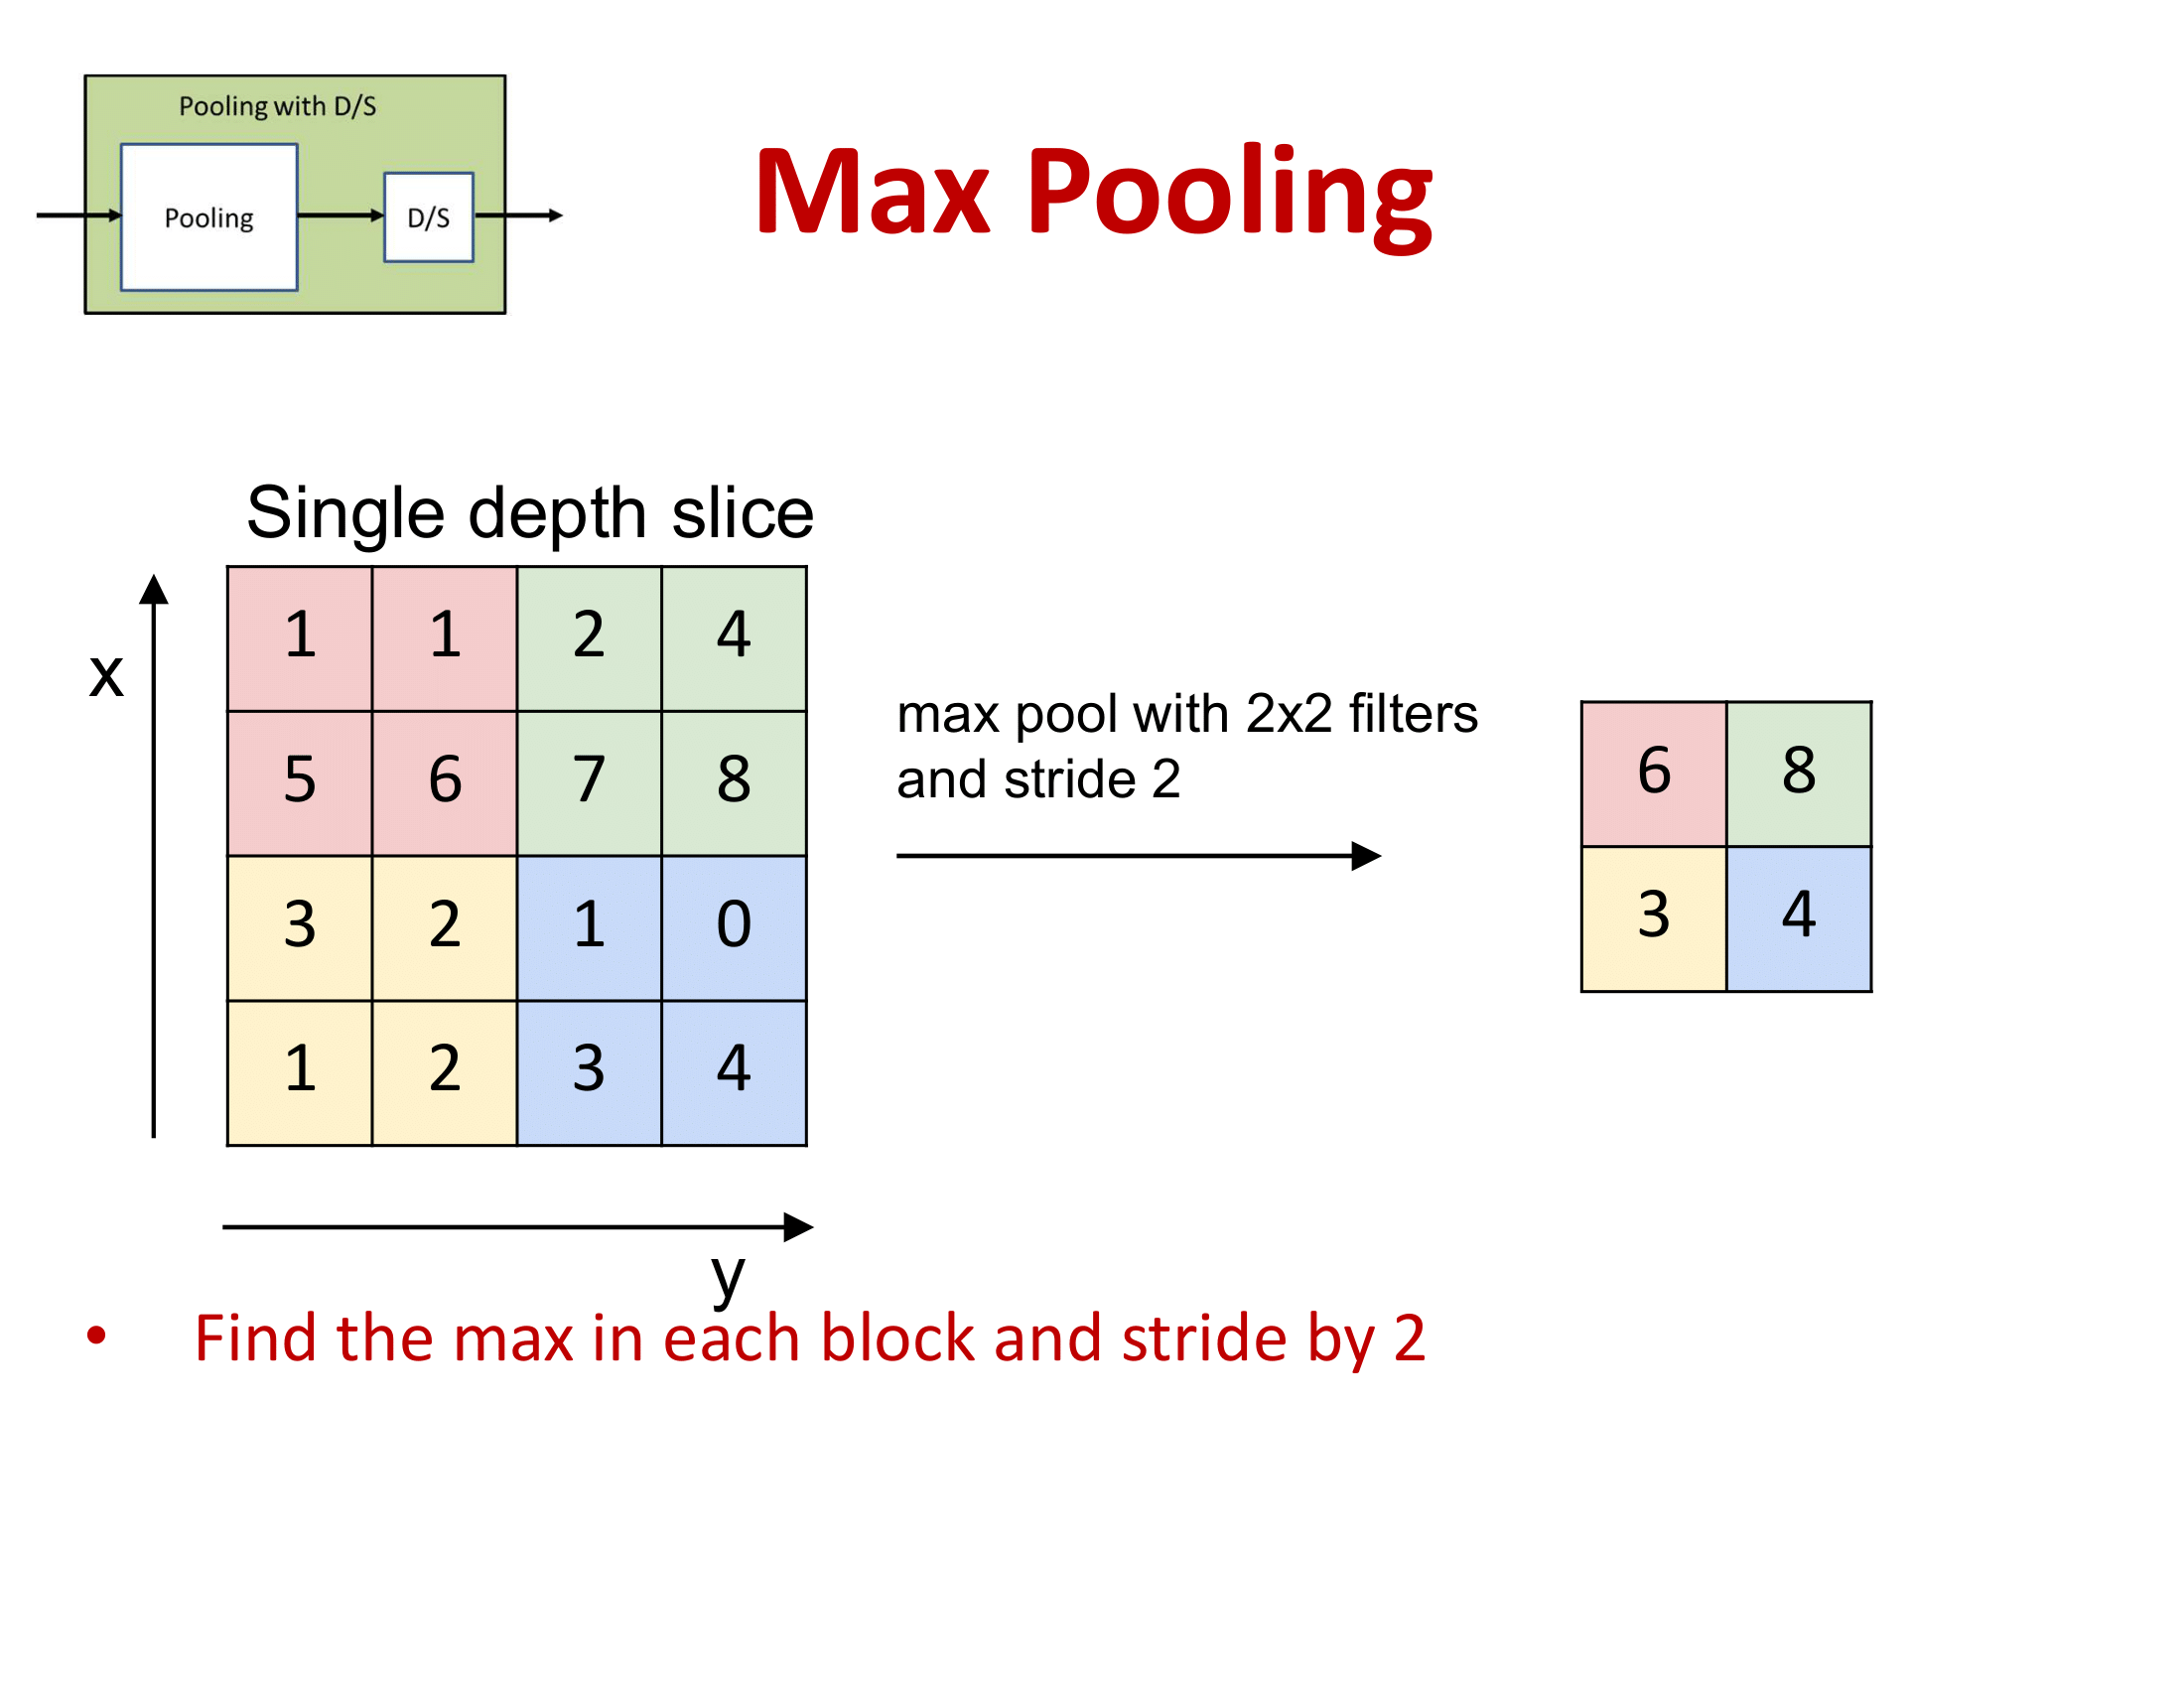 Pooling with D/S
Pooling
D/S
Max Pooling
Single depth slice
x
1 1 2 4
5 6 7 8
3 2 1 0
1 2 3 4
y
max pool with 2x2 filters
and stride 2
6 8
3 4
• Find the max in each block and stride by 2